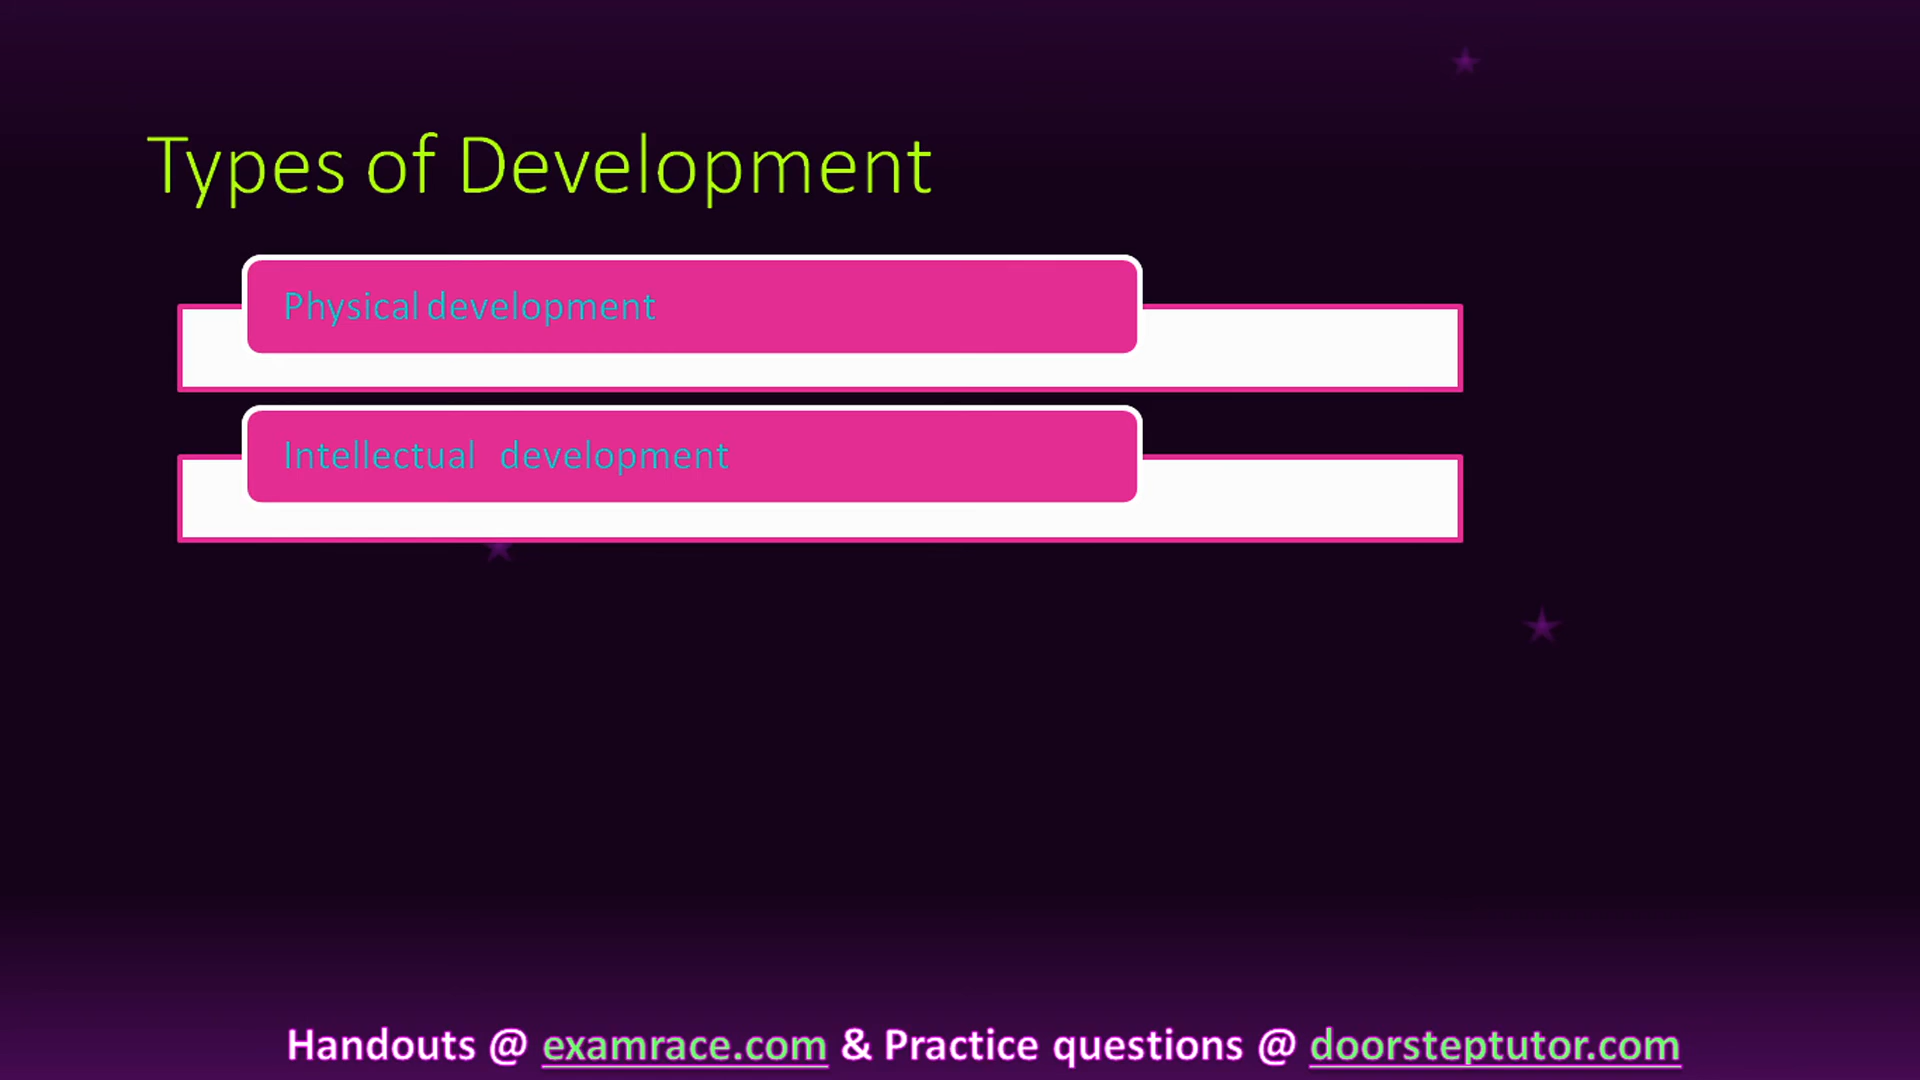 Types of Development
Physical development
Intellectual development
Handouts @ examrace.com & Practice questions @ doorsteptutor.com